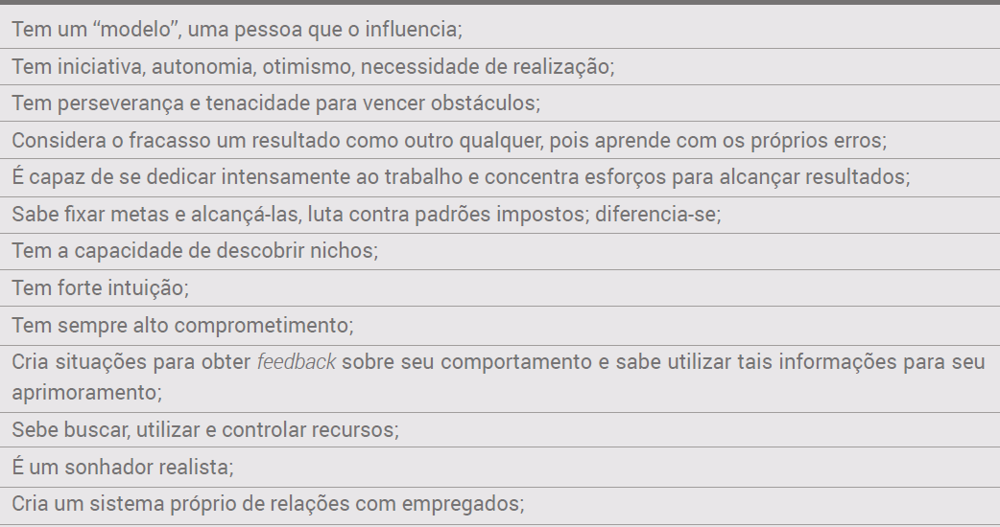 Tem um “modelo”, uma pessoa que o influencia;
Tem iniciativa, autonomia, otimismo, necessidade de realização;
Tem perseverança e tenacidade para vencer obstáculos;
Considera o fracasso um resultado como outro qualquer, pois aprende com os próprios erros;
É capaz de se dedicar intensamente ao trabalho e concentra esforços para alcançar resultados;
Sabe fixar metas e alcançá-las, luta contra padrões impostos; diferencia-se;
Tem a capacidade de descobrir nichos;
Tem forte intuição;
Tem sempre alto comprometimento;
Cria situações para obter feedback sobre seu comportamento e sabe utilizar tais informações para seu
aprimoramento;
Sebe buscar, utilizar e controlar recursos;
É um sonhador realista;
Cria um sistema próprio de relações com empregados;